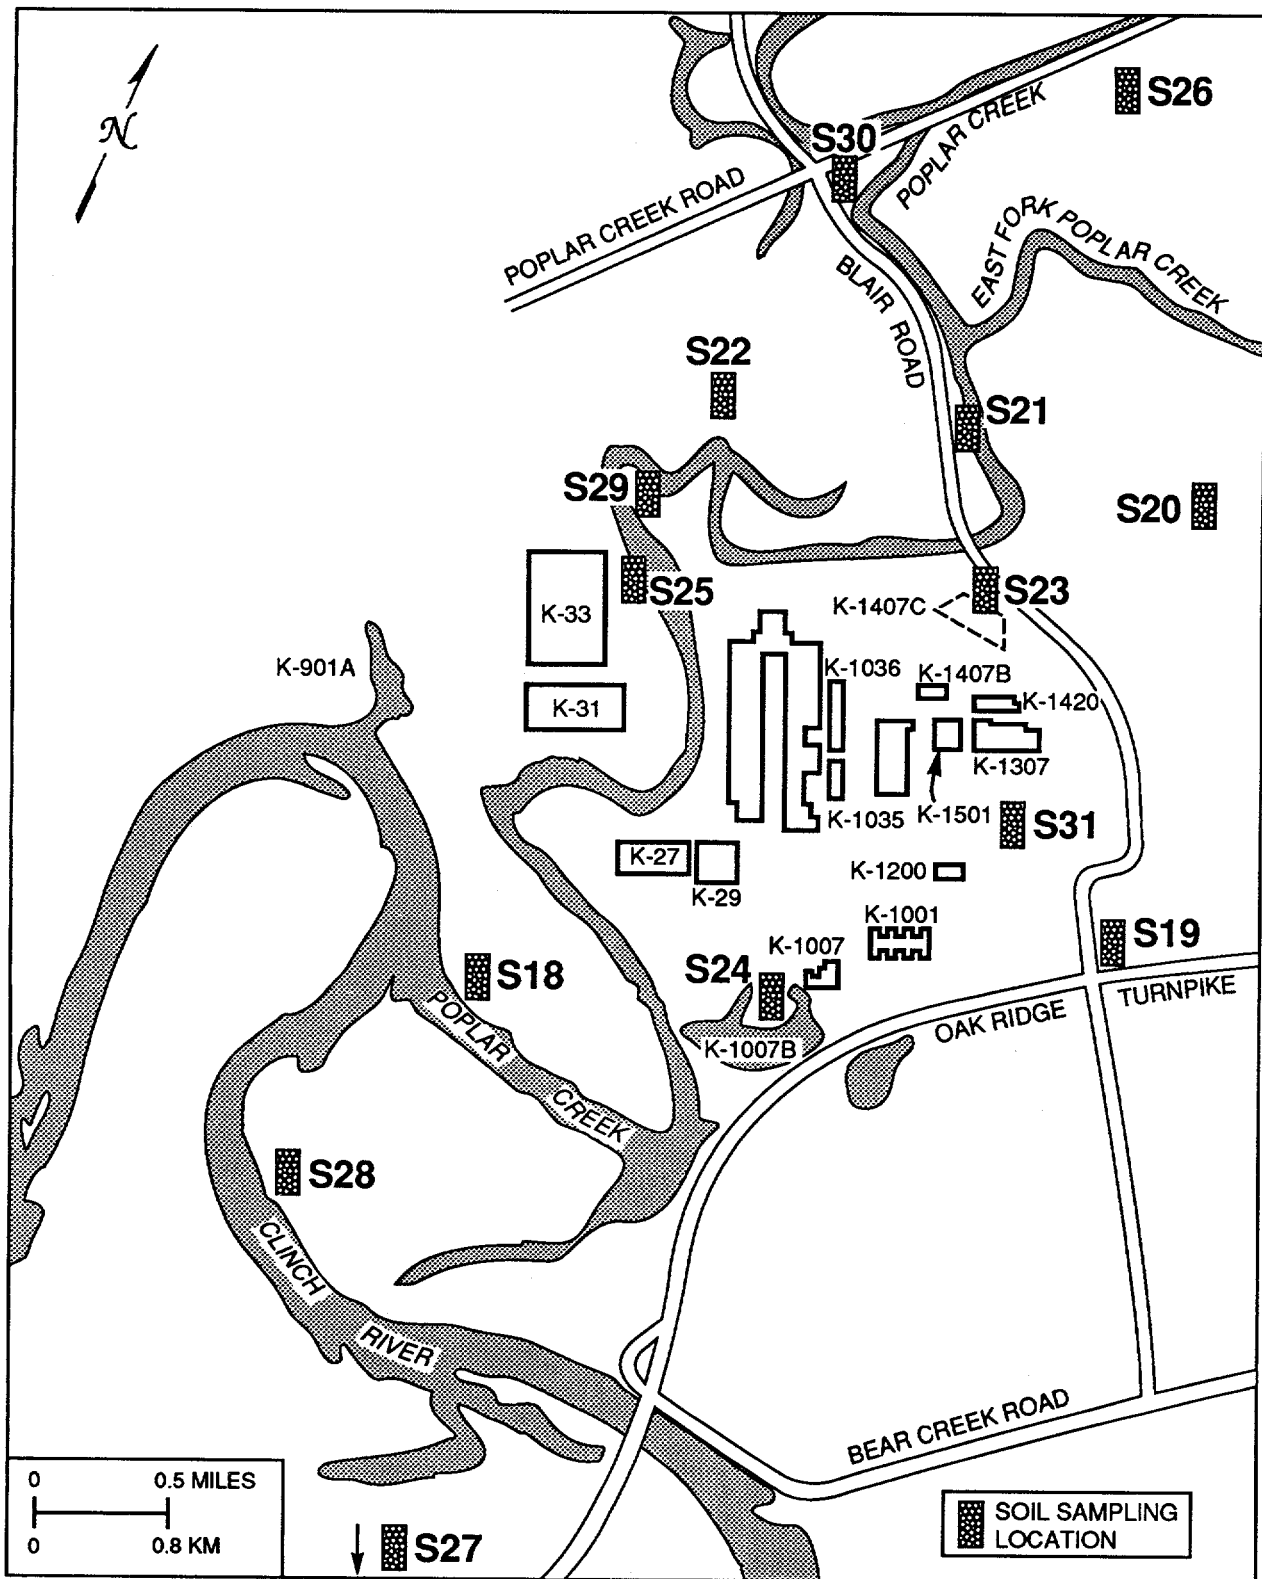 N
S26
S30
POPLAR CREEK
POPLAR CREEK ROAD
EAST FORK POPLAR CREEK
BLAIR ROAD
S22
S21
S29
S20
S25
S23
K-33
K-1407C
K-901A
K-1036
K-1407B
K-31
K-1420
K-1307
K-1035
K-1501
S31
K-27
K-1200
K-29
K-1001
K-1007
S19
S24
S18
TURNPIKE
OAK RIDGE
POPLAR
K-1007B
CREEK
S28
CLINCH
RIVER
BEAR CREEK ROAD
0 0.5 MILES
0 0.8 KM
S27
SOIL SAMPLING
LOCATION